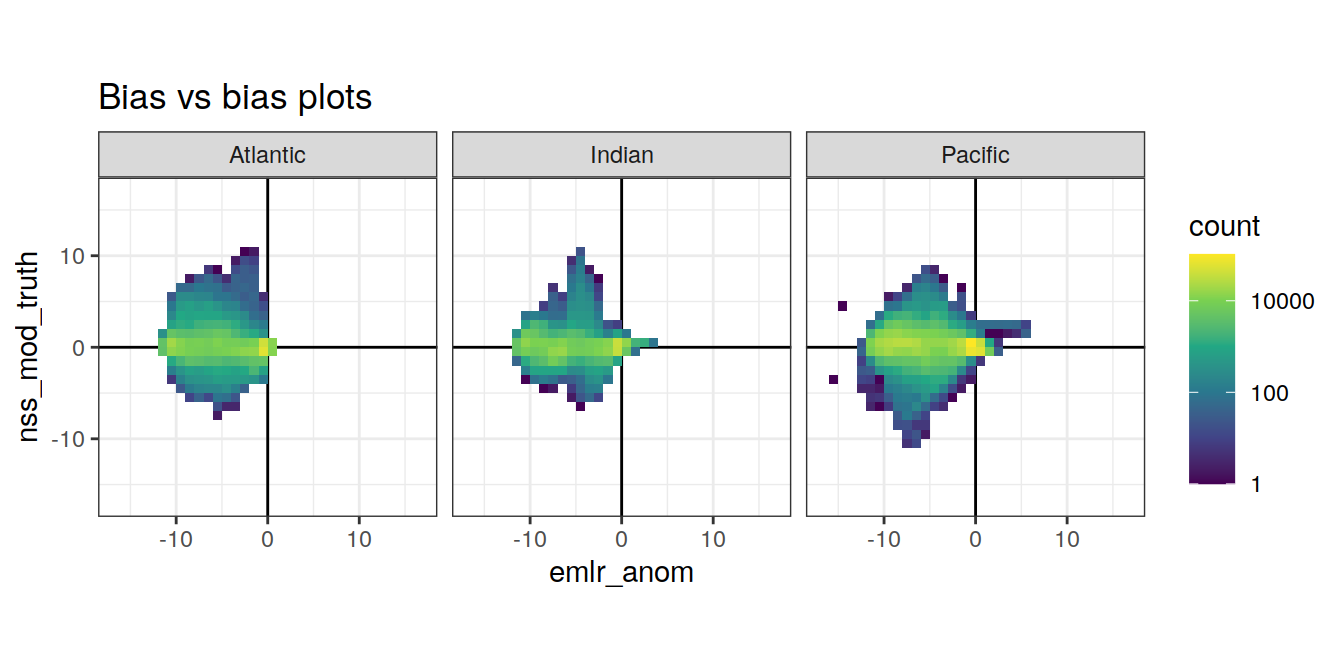 Bias vs bias plots
Atlantic
Indian
Pacific
nss_mod_truth
10
0
-10
-10 0 10
-10 0 10
-10 0 10
emlr_anom
count
10000
100
1